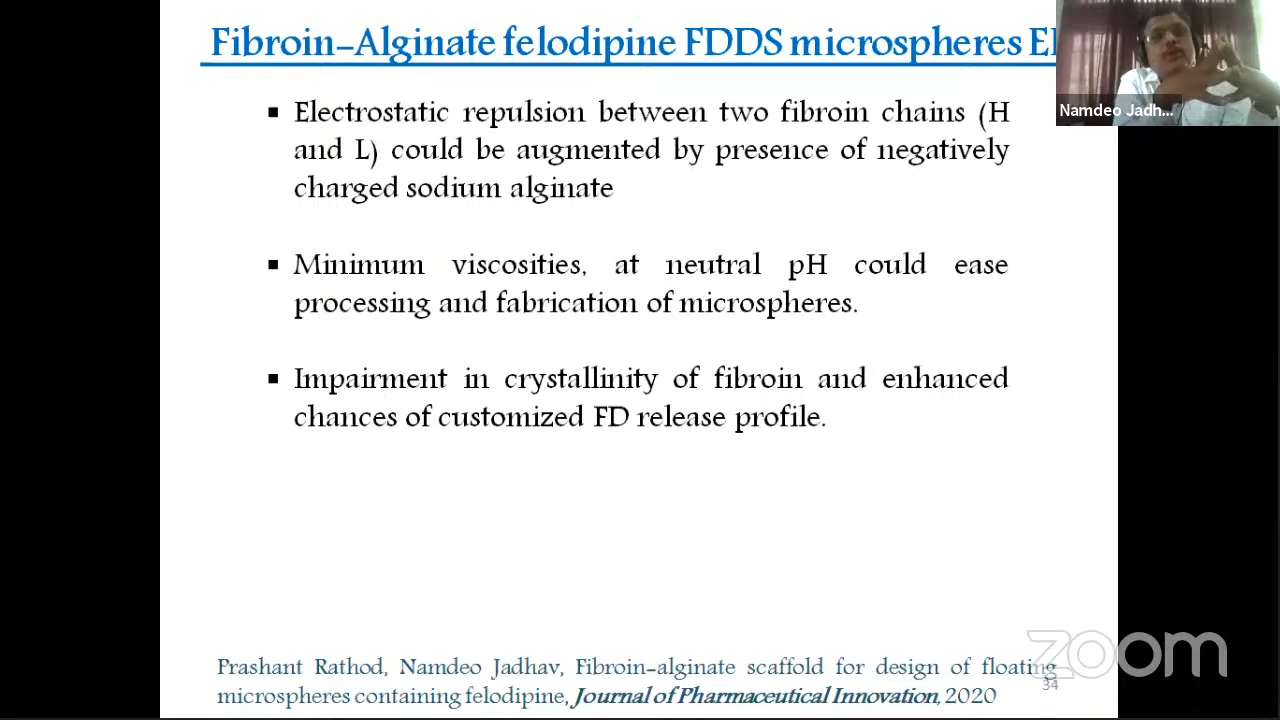 Fibroin-Alginate felodipine FDDS microspheres
Namdeo Jadh...
▪ Electrostatic repulsion between two fibroin chains (H
and L) could be augmented by presence of negatively
charged sodium alginate
▪ Minimum viscosities, at neutral pH could ease
processing and fabrication of microspheres.
▪ Impairment in crystallinity of fibroin and enhanced
chances of customized FD release profile.
zoom
Prashant Rathod, Namdeo Jadhav, Fibroin-alginate scaffold for design of floating
microspheres containing felodipine, Journal of Pharmaceutical Innovation, 2020
34